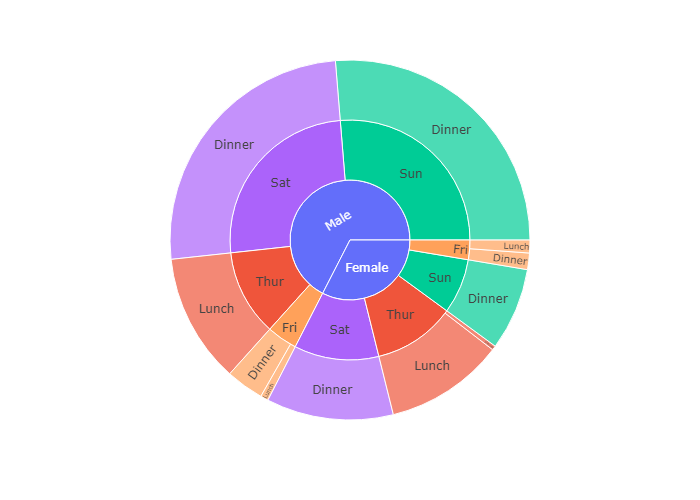 Dinner
Dinner
Sun
Sat
Male
Lunch
Fri
Dinner
Female
Sun
Thur
Dinner
Lunch
Thur
Fri
Sat
Dinner
Lunch
Dinner
Lunch